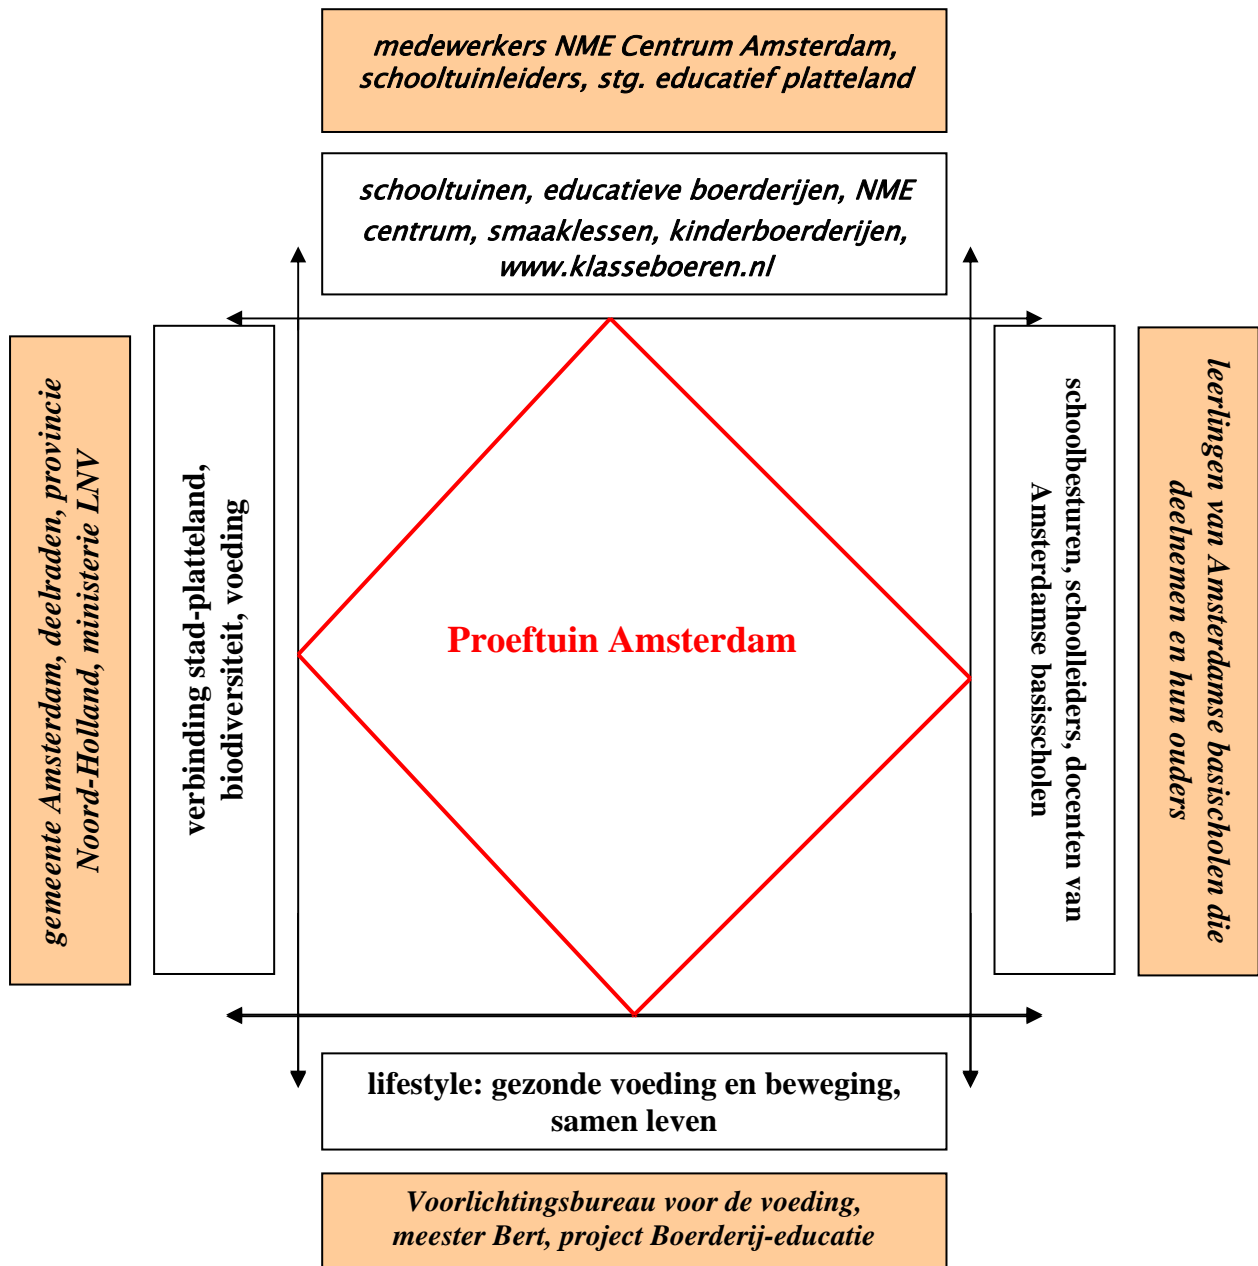 medewerkers NME Centrum Amsterdam,
schooltuinleiders, stg. educatief platteland
schooltuinen, educatieve boerderijen, NME
centrum, smaaklessen, kinderboerderijen,
www.klasseboeren.nl
gemeente Amsterdam, deelraden, provincie
Noord-Holland, ministerie LNV
verbinding stad-platteland,
biodiversiteit, voeding
Proeftuin Amsterdam
schoolbesturen, schoolleiders, docenten van
Amsterdamse basisscholen
leerlingen van Amsterdamse basischolen die
deelnemen en hun ouders
lifestyle: gezonde voeding en beweging,
samen leven
Voorlichtingsbureau voor de voeding,
meester Bert, project Boerderij-educatie